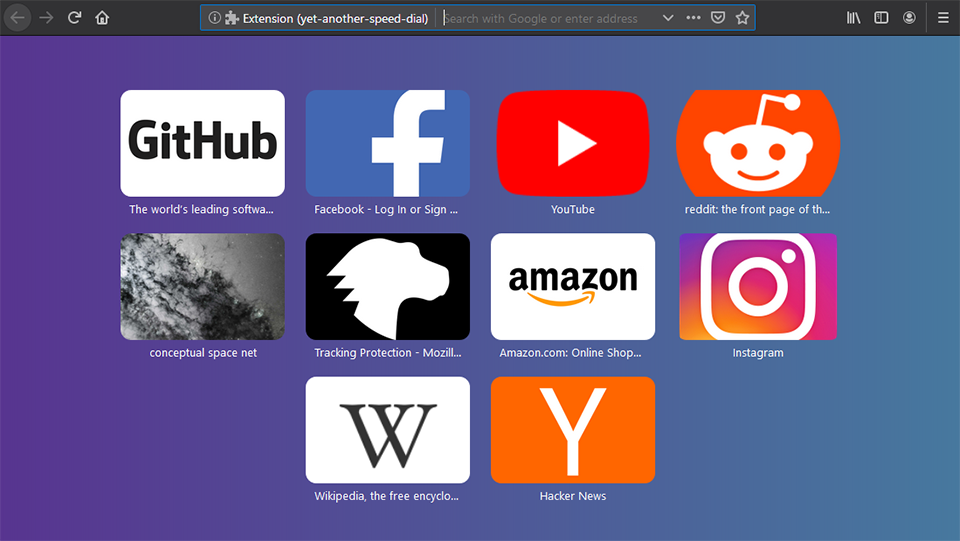 Extension (yet-another-speed-dial)
Search with Google or enter address
GitHub
The world's leading softwa...
Facebook - Log In or Sign ...
YouTube
reddit: the front page of th...
conceptual space net
Tracking Protection - Mozill...
amazon
Amazon.com: Online Shop...
Instagram
W
Wikipedia, the free encyclo...
Y
Hacker News